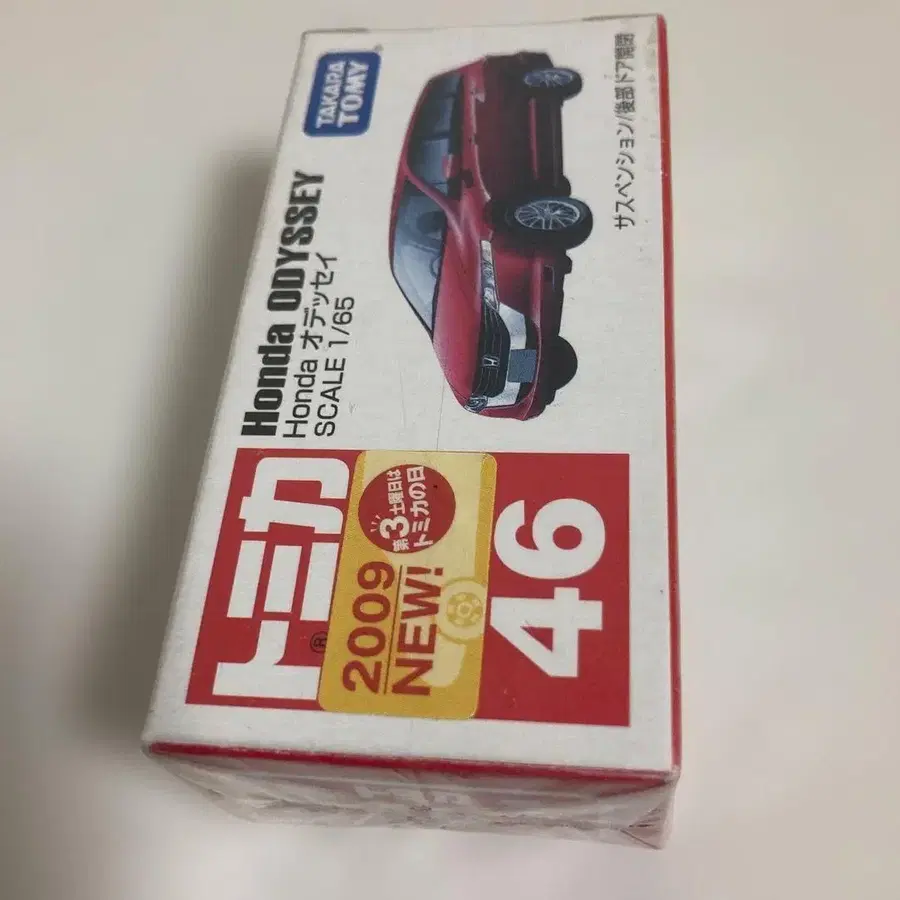 TAKARA
TOMY
Honda ODYSSEY
Honda オデッセイ
SCALE 1/65
サスペンション/後部ドア開閉
トミカ
®
2009
NEW!
第3土曜日は
トミカの日
46